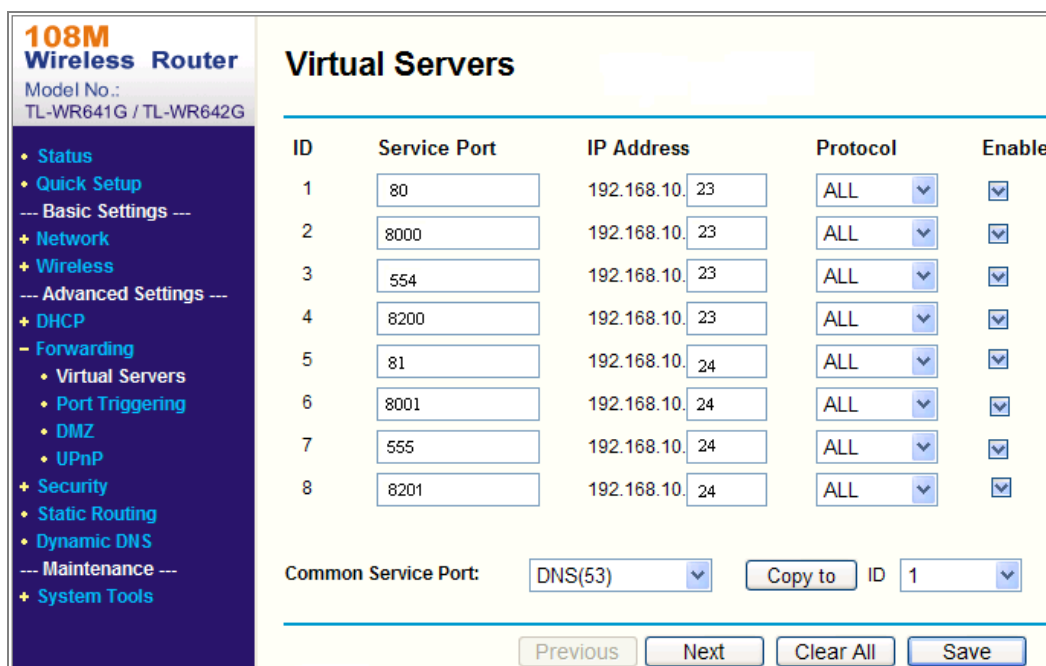 108M
Wireless Router
Model No.:
TL-WR641G / TL-WR642G
Status
Quick Setup
--- Basic Settings ---
+ Network
+ Wireless
--- Advanced Settings ---
+ DHCP
– Forwarding
Virtual Servers
Port Triggering
DMZ
UPnP
+ Security
Static Routing
Dynamic DNS
--- Maintenance ---
+ System Tools
Virtual Servers
ID Service Port IP Address Protocol Enable
1 80 192.168.10. 23 ALL
2 8000 192.168.10. 23 ALL
3 554 192.168.10. 23 ALL
4 8200 192.168.10. 23 ALL
5 81 192.168.10. 24 ALL
6 8001 192.168.10. 24 ALL
7 555 192.168.10. 24 ALL
8 8201 192.168.10. 24 ALL
Common Service Port: DNS(53) Copy to ID 1
Previous Next Clear All Save